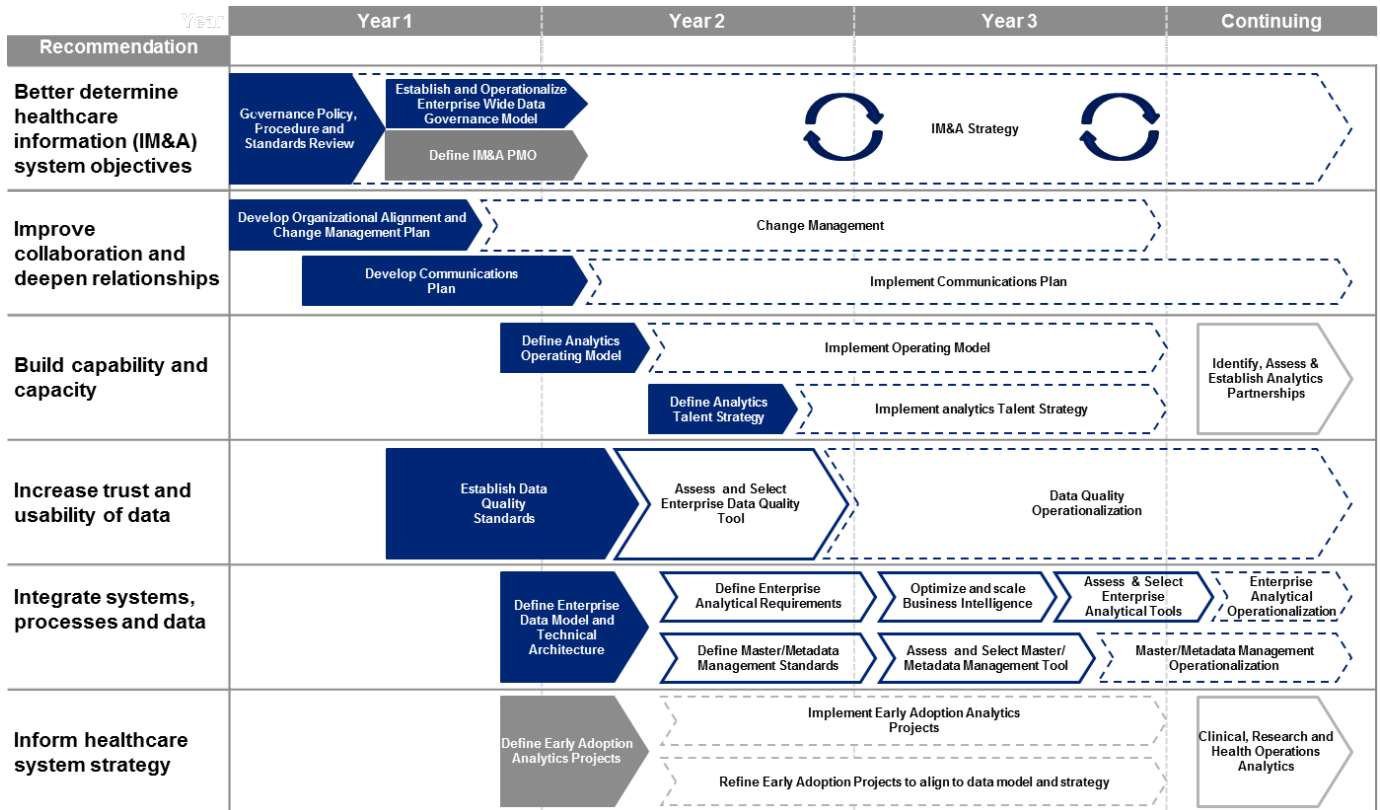 Year
Year 1
Year 2
Year 3
Continuing
Recommendation
Better determine
healthcare
information (IM&A)
system objectives
Governance Policy,
Procedure and
Standards Review
Establish and Operationalize
Enterprise Wide Data
Governance Model
Define IM&A PMO
IM&A Strategy
Improve
collaboration and
deepen relationships
Develop Organizational Alignment and
Change Management Plan
Change Management
Develop Communications
Plan
Implement Communications Plan
Build capability and
capacity
Define Analytics
Operating Model
Implement Operating Model
Define Analytics
Talent Strategy
Implement analytics Talent Strategy
Identify, Assess &
Establish Analytics
Partnerships
Increase trust and
usability of data
Establish Data
Quality
Standards
Assess and Select
Enterprise Data Quality
Tool
Data Quality
Operationalization
Integrate systems,
processes and data
Define Enterprise
Data Model and
Technical
Architecture
Define Enterprise
Analytical Requirements
Optimize and scale
Business Intelligence
Assess & Select
Enterprise
Analytical Tools
Enterprise
Analytical
Operationalization
Define Master/Metadata
Management Standards
Assess and Select Master/
Metadata Management Tool
Master/Metadata Management
Operationalization
Inform healthcare
system strategy
Define Early Adoption
Analytics Projects
Implement Early Adoption Analytics
Projects
Refine Early Adoption Projects to align to data model and strategy
Clinical, Research and
Health Operations
Analytics